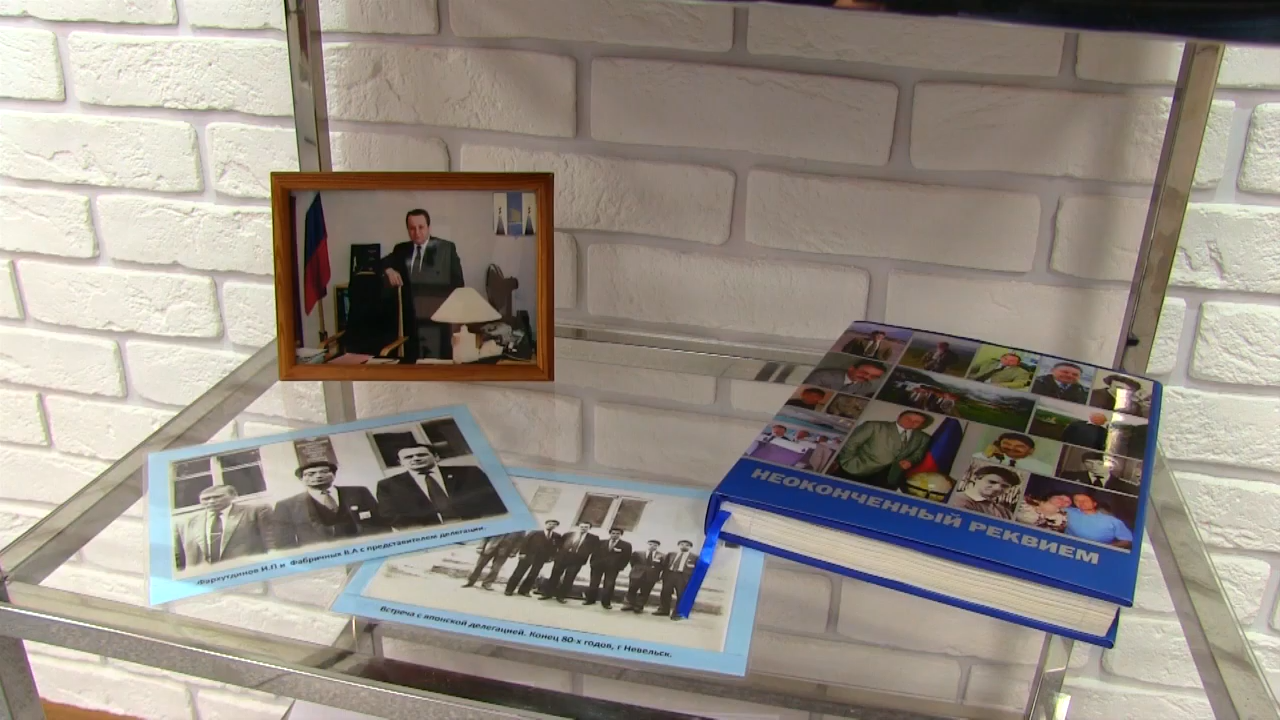 Фархутдинов И.П и Фабричных В.А с представителем делегации.
Встреча с японской делегацией. Конец 80-х годов, г Невельск.
НЕОКОНЧЕННЫЙ РЕКВИЕМ